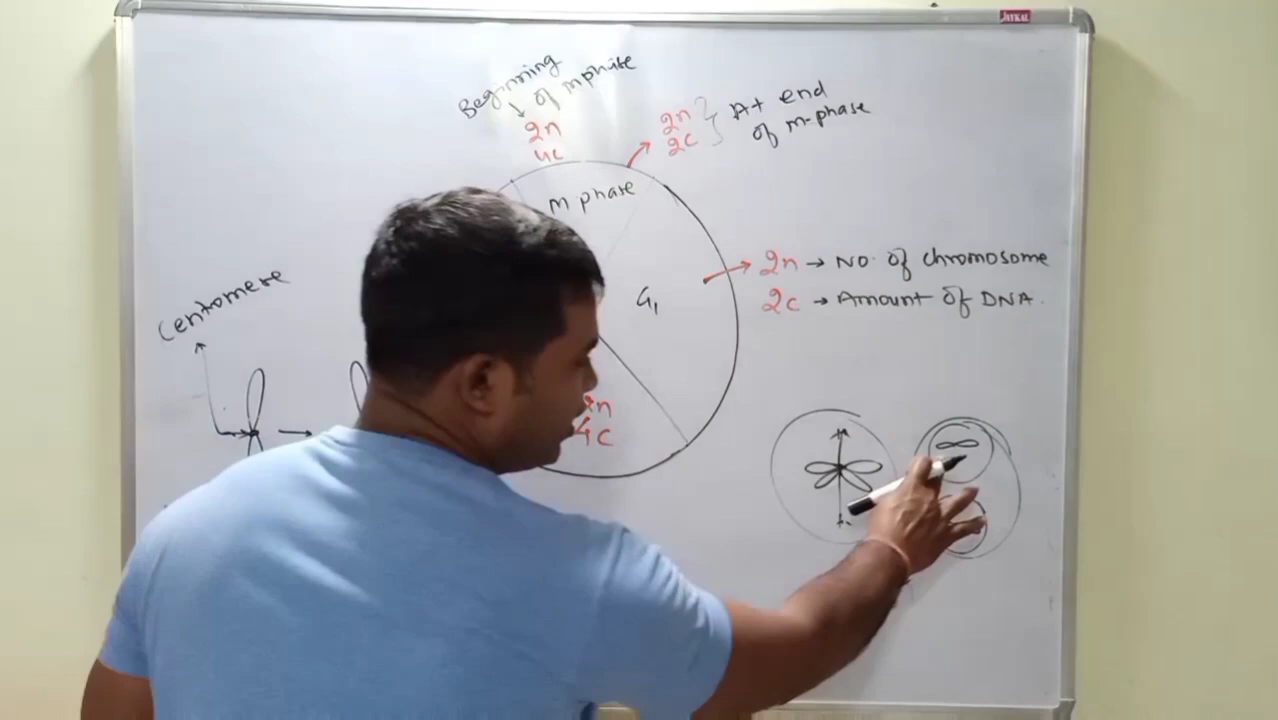 JAYKAL
Beginning
of m phase
2n
4c
2n
2c
At end
of m-phase
m phase
G1
2n → NO. of chromosome
2c → Amount of DNA.
Centomere
2n
4c